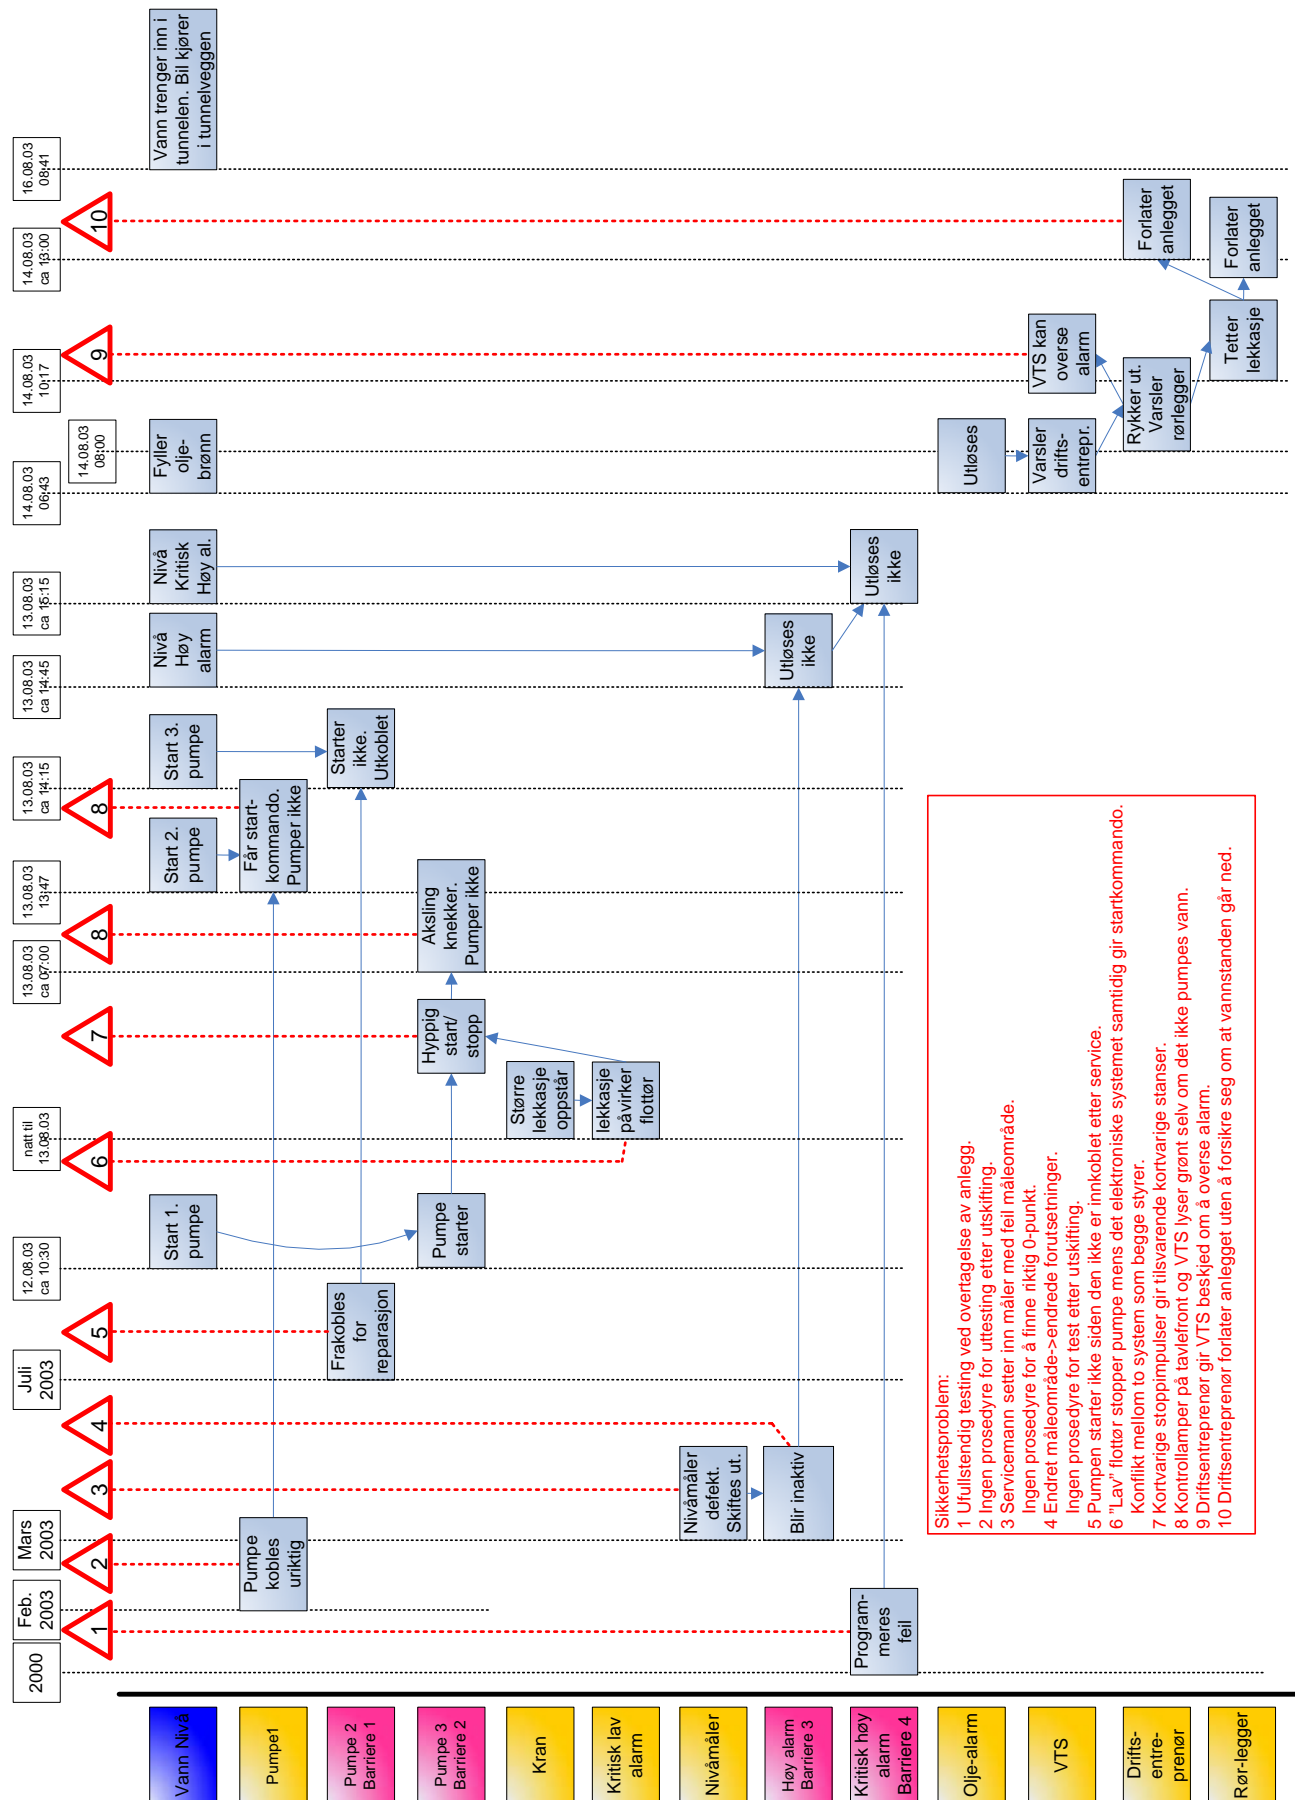 2000
Feb.
2003
Mars
2003
Juli
2003
12.08.03
ca 10:30
natt til
13.08.03
13.08.03
ca 07:00
13.08.03
13:47
13.08.03
ca 14:15
13.08.03
ca 14:45
13.08.03
ca 15:15
14.08.03
06:43
14.08.03
08:00
14.08.03
10:17
14.08.03
ca 13:00
16.08.03
08:41
1
2
3
4
5
6
7
8
8
9
10
Vann Nivå
Start 1.
pumpe
Start 2.
pumpe
Start 3.
pumpe
Nivå
Høy
alarm
Nivå
Kritisk
Høy al.
Fyller
olje-
brønn
Vann trenger inn i
tunnelen. Bil kjører
i tunnelveggen
Pumpe1
Pumpe
kobles
uriktig
Får start-
kommando.
Pumper ikke
Pumpe 2
Barriere 1
Frakobles
for
reparasjon
Starter
ikke.
Utkoblet
Pumpe 3
Barriere 2
Pumpe
starter
Hyppig
start/
stopp
Aksling
knekker.
Pumper ikke
Kran
Større
lekkasje
oppstår
Kritisk lav
alarm
lekkasje
påvirker
flottør
Nivåmåler
Nivåmåler
defekt.
Skiftes ut.
Høy alarm
Barriere 3
Blir inaktiv
Utløses
ikke
Kritisk høy
alarm
Barriere 4
Program-
meres
feil
Utløses
ikke
Olje-alarm
Utløses
VTS
Varsler
drifts-
entrepr.
VTS kan
overse
alarm
Drifts-
entre-
prenør
Rykker ut.
Varsler
rørlegger
Forlater
anlegget
Rør-legger
Tetter
lekkasje
Forlater
anlegget
Sikkerhetsproblem:
1 Ufullstendig testing ved overtagelse av anlegg.
2 Ingen prosedyre for uttesting etter utskifting.
3 Servicemann setter inn måler med feil måleområde.
Ingen prosedyre for å finne riktig 0-punkt.
4 Endret måleområde->endrede forutsetninger.
Ingen prosedyre for test etter utskifting.
5 Pumpen starter ikke siden den ikke er innkoblet etter service.
6 "Lav" flottør stopper pumpe mens det elektroniske systemet samtidig gir startkommando.
Konflikt mellom to system som begge styrer.
7 Kortvarige stoppimpulser gir tilsvarende kortvarige stanser.
8 Kontrollamper på tavlefront og VTS lyser grønt selv om det ikke pumpes vann.
9 Driftsentreprenør gir VTS beskjed om å overse alarm.
10 Driftsentreprenør forlater anlegget uten å forsikre seg om at vannstanden går ned.